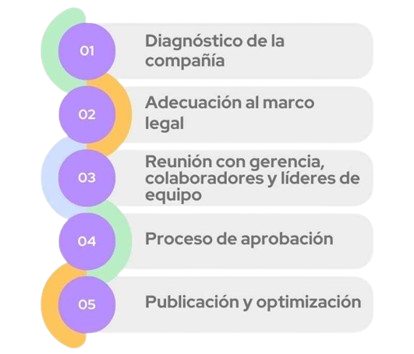 01
Diagnóstico de la
compañía
02
Adecuación al marco
legal
03
Reunión con gerencia,
colaboradores y líderes de
equipo
04
Proceso de aprobación
05
Publicación y optimización